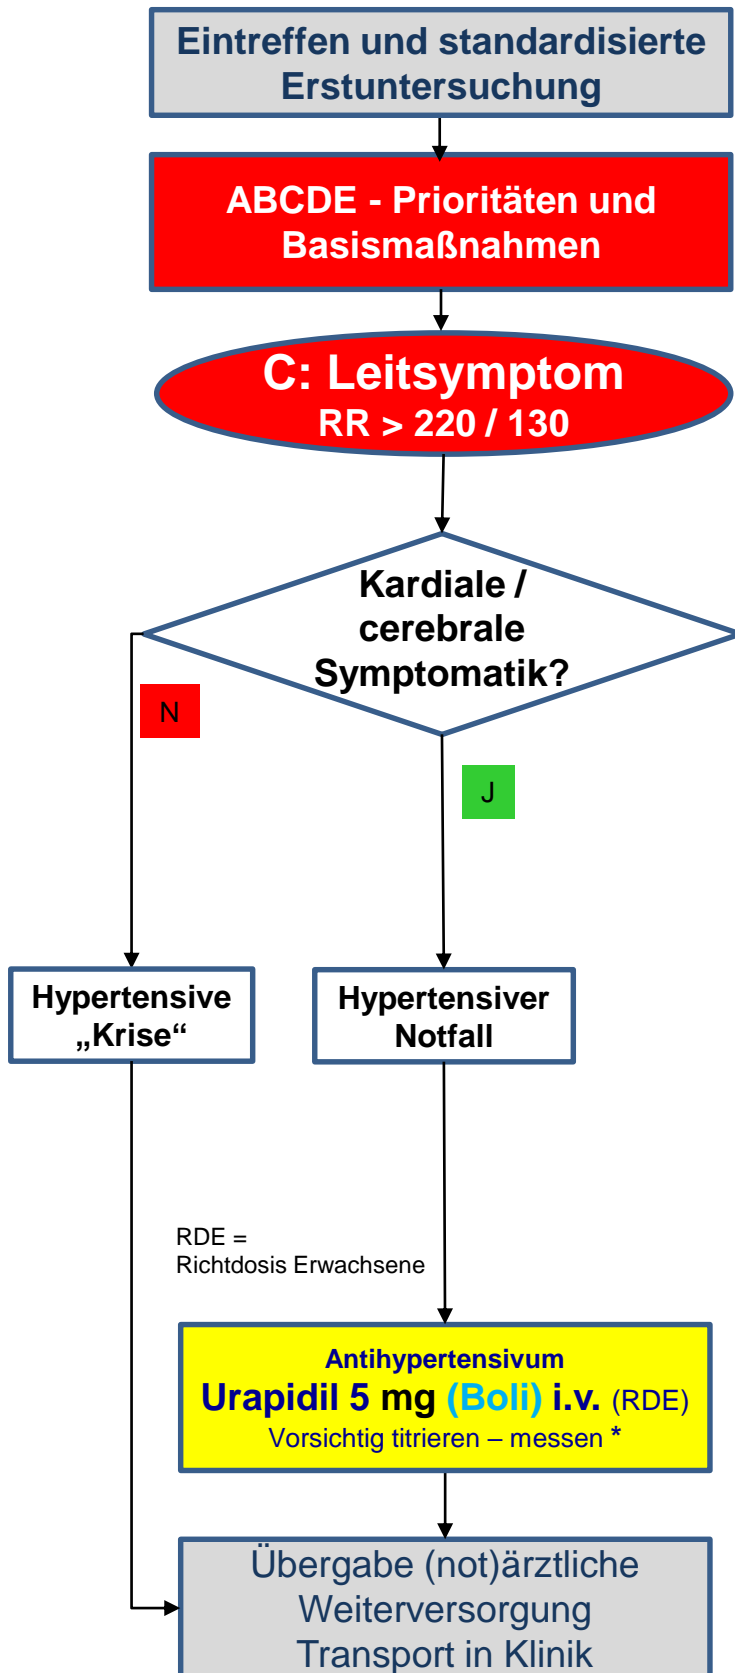 Eintreffen und standardisierte
Erstuntersuchung
ABCDE - Prioritäten und
Basismaßnahmen
C: Leitsymptom
RR > 220 / 130
Kardiale /
cerebrale
Symptomatik?
N
J
Hypertensive
„Krise“
Hypertensiver
Notfall
RDE =
Richtdosis Erwachsene
Antihypertensivum
Urapidil 5 mg (Boli) i.v. (RDE)
Vorsichtig titrieren – messen *
Übergabe (not)ärztliche
Weiterversorgung
Transport in Klinik